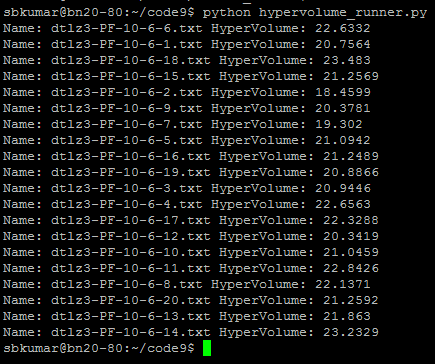 sbkumar@bn20-80:~/code9$ python hypervolume_runner.py
Name: dtlz3-PF-10-6-6.txt HyperVolume: 22.6332
Name: dtlz3-PF-10-6-1.txt HyperVolume: 20.7564
Name: dtlz3-PF-10-6-18.txt HyperVolume: 23.483
Name: dtlz3-PF-10-6-15.txt HyperVolume: 21.2569
Name: dtlz3-PF-10-6-2.txt HyperVolume: 18.4599
Name: dtlz3-PF-10-6-9.txt HyperVolume: 20.3781
Name: dtlz3-PF-10-6-7.txt HyperVolume: 19.302
Name: dtlz3-PF-10-6-5.txt HyperVolume: 21.0942
Name: dtlz3-PF-10-6-16.txt HyperVolume: 21.2489
Name: dtlz3-PF-10-6-19.txt HyperVolume: 20.8866
Name: dtlz3-PF-10-6-3.txt HyperVolume: 20.9446
Name: dtlz3-PF-10-6-4.txt HyperVolume: 22.6563
Name: dtlz3-PF-10-6-17.txt HyperVolume: 22.3288
Name: dtlz3-PF-10-6-12.txt HyperVolume: 20.3419
Name: dtlz3-PF-10-6-10.txt HyperVolume: 21.0459
Name: dtlz3-PF-10-6-11.txt HyperVolume: 22.8426
Name: dtlz3-PF-10-6-8.txt HyperVolume: 22.1371
Name: dtlz3-PF-10-6-20.txt HyperVolume: 21.2592
Name: dtlz3-PF-10-6-13.txt HyperVolume: 21.863
Name: dtlz3-PF-10-6-14.txt HyperVolume: 23.2329
sbkumar@bn20-80:~/code9$